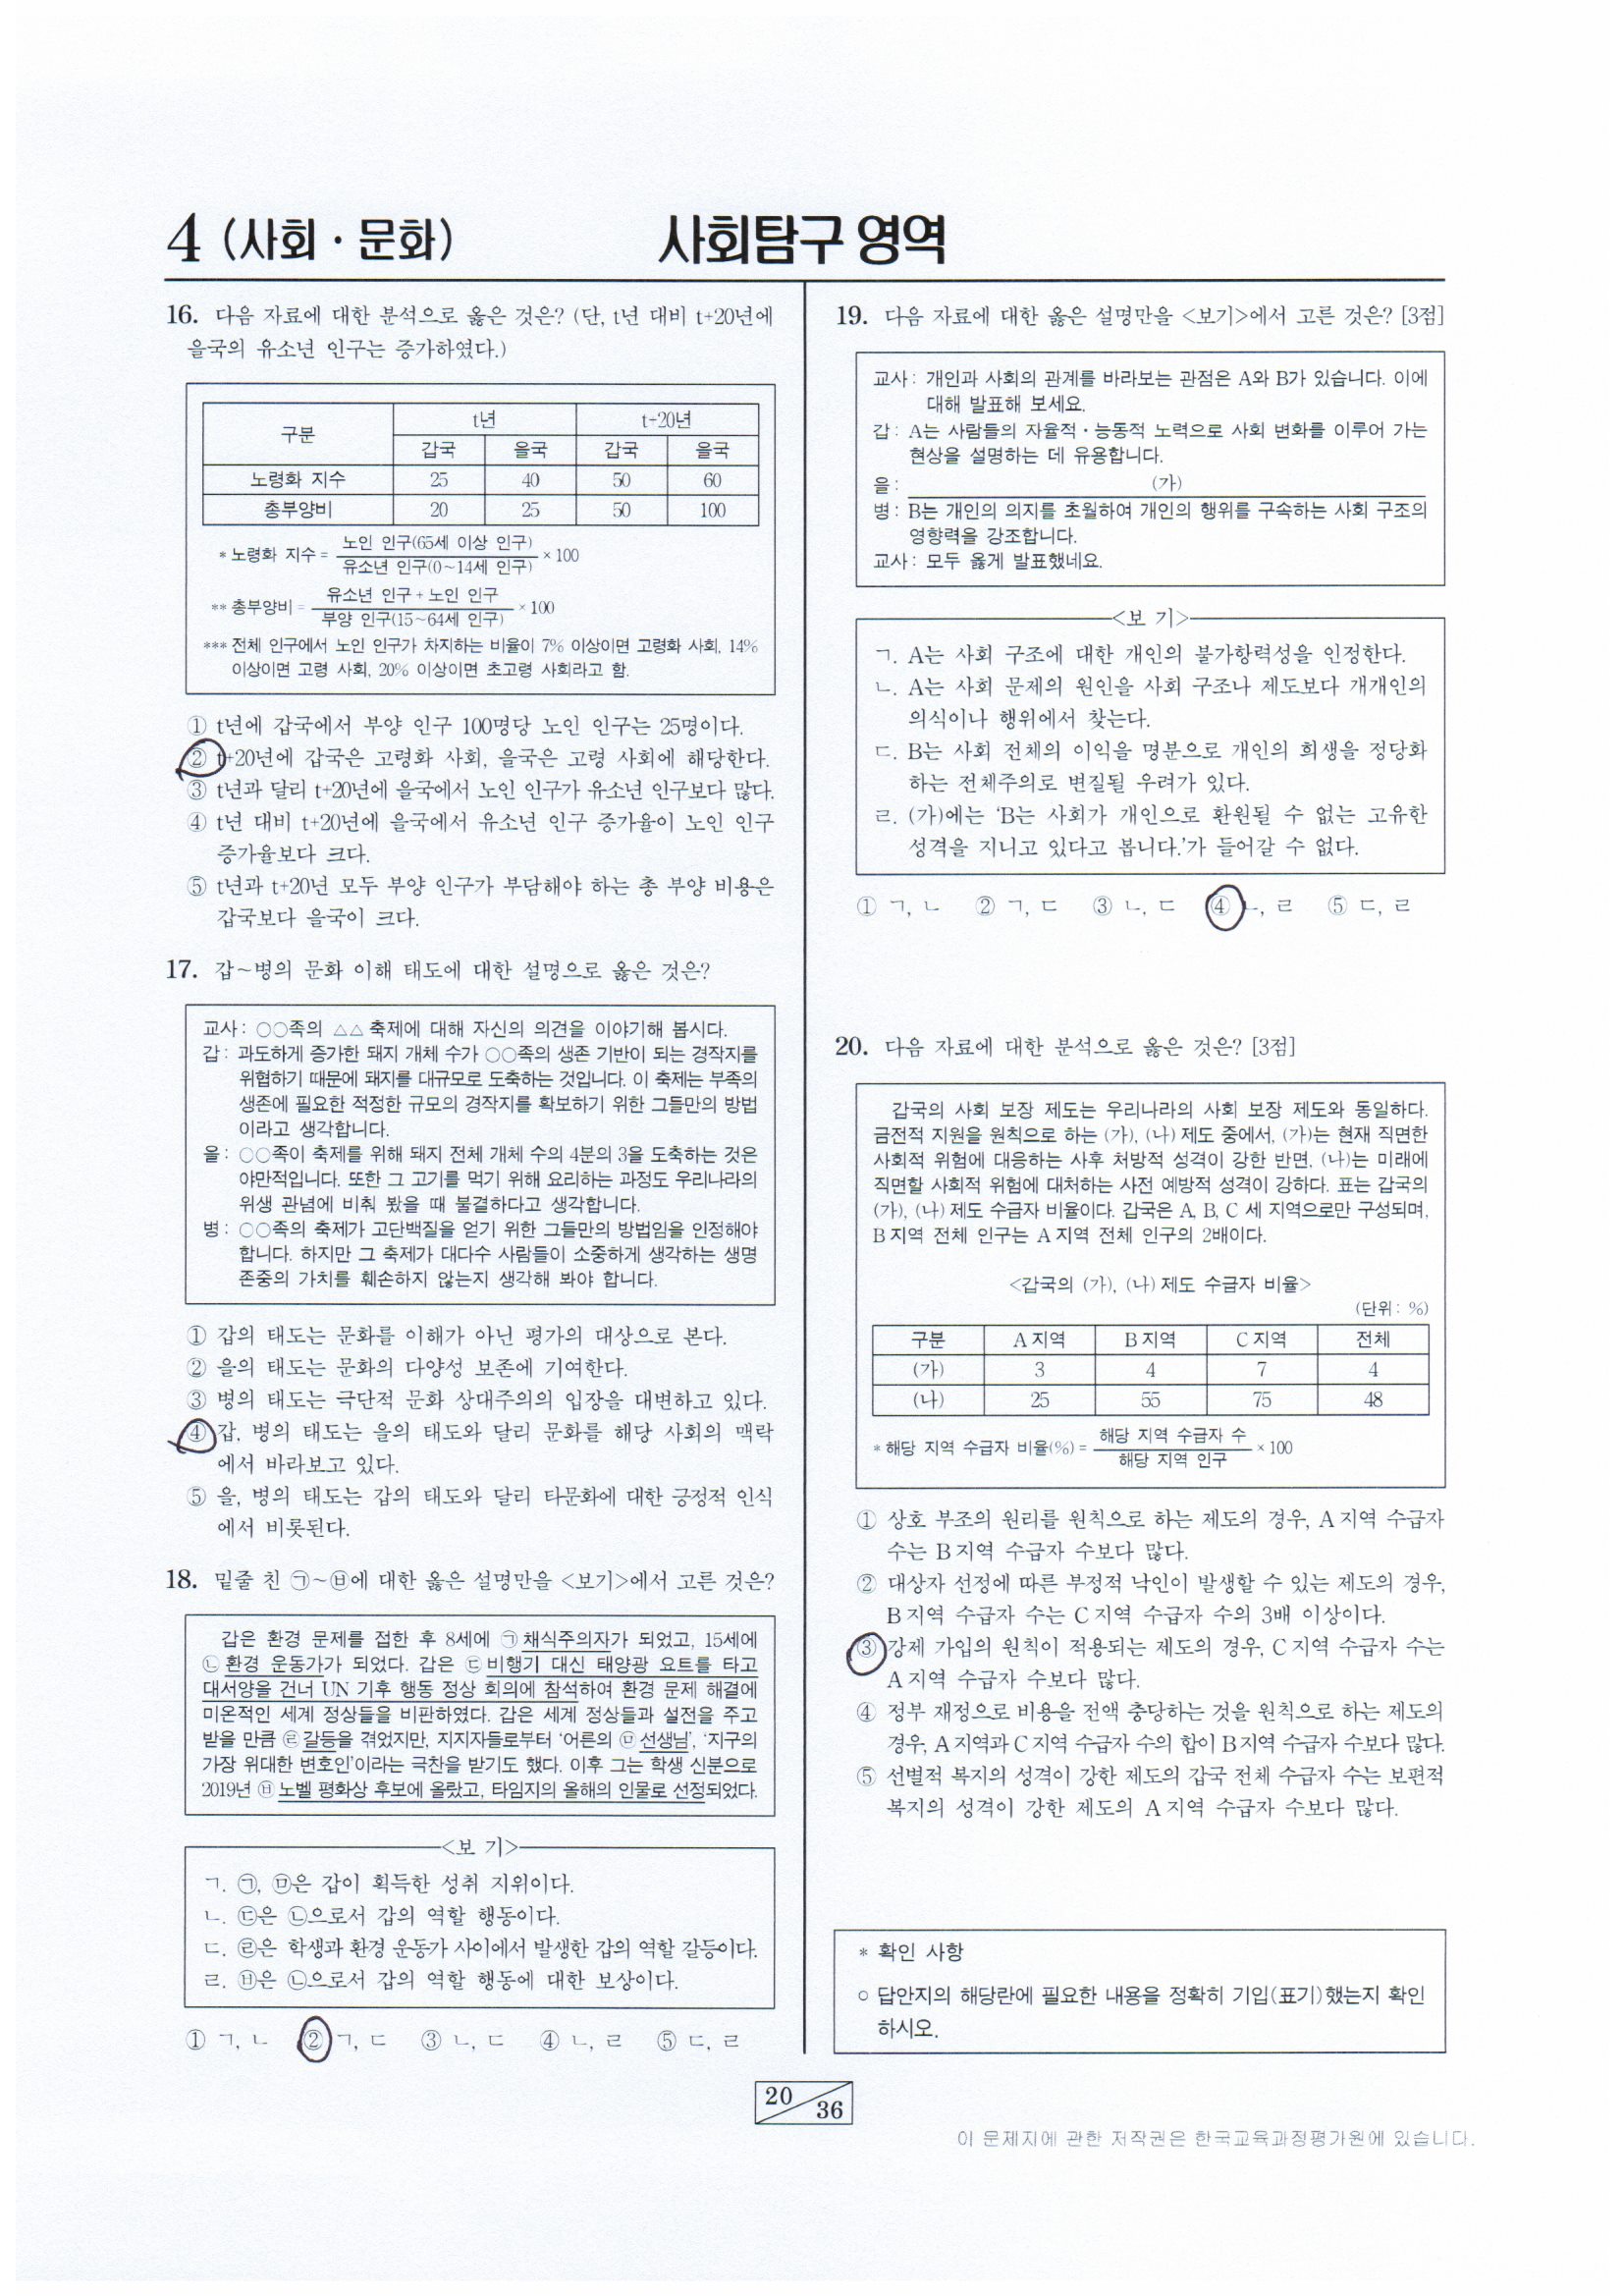 4 (사회·문화)
사회탐구 영역
16. 다음 자료에 대한 분석으로 옳은 것은? (단, t년 대비 t+20년에
을국의 유소년 인구는 증가하였다.)
구분 t년 t+20년
갑국 을국 갑국 을국
노령화 지수 25 40 50 60
총부양비 20 25 50 100
* 노령화 지수 = 노인 인구(65세 이상 인구) / 유소년 인구(0~14세 인구) × 100
** 총부양비 = 유소년 인구 + 노인 인구 / 부양 인구(15~64세 인구) × 100
*** 전체 인구에서 노인 인구가 차지하는 비율이 7% 이상이면 고령화 사회, 14%
이상이면 고령 사회, 20% 이상이면 초고령 사회라고 함.
① t년에 갑국에서 부양 인구 100명당 노인 인구는 25명이다.
② t+20년에 갑국은 고령화 사회, 을국은 고령 사회에 해당한다.
③ t년과 달리 t+20년에 을국에서 노인 인구가 유소년 인구보다 많다.
④ t년 대비 t+20년에 을국에서 유소년 인구 증가율이 노인 인구
증가율보다 크다.
⑤ t년과 t+20년 모두 부양 인구가 부담해야 하는 총 부양 비용은
갑국보다 을국이 크다.
17. 갑~병의 문화 이해 태도에 대한 설명으로 옳은 것은?
교사: ○○족의 △△ 축제에 대해 자신의 의견을 이야기해 봅시다.
갑: 과도하게 증가한 돼지 개체 수가 ○○족의 생존 기반이 되는 경작지를
위협하기 때문에 돼지를 대규모로 도축하는 것입니다. 이 축제는 부족의
생존에 필요한 적정한 규모의 경작지를 확보하기 위한 그들만의 방법
이라고 생각합니다.
을: ○○족이 축제를 위해 돼지 전체 개체 수의 4분의 3을 도축하는 것은
야만적입니다. 또한 그 고기를 먹기 위해 요리하는 과정도 우리나라의
위생 관념에 비춰 봤을 때 불결하다고 생각합니다.
병: ○○족의 축제가 고단백질을 얻기 위한 그들만의 방법임을 인정해야
합니다. 하지만 그 축제가 대다수 사람들이 소중하게 생각하는 생명
존중의 가치를 훼손하지 않는지 생각해 봐야 합니다.
① 갑의 태도는 문화를 이해가 아닌 평가의 대상으로 본다.
② 을의 태도는 문화의 다양성 보존에 기여한다.
③ 병의 태도는 극단적 문화 상대주의의 입장을 대변하고 있다.
④ 갑, 병의 태도는 을의 태도와 달리 문화를 해당 사회의 맥락
에서 바라보고 있다.
⑤ 을, 병의 태도는 갑의 태도와 달리 타문화에 대한 긍정적 인식
에서 비롯된다.
18. 밑줄 친 ㉠~㉥에 대한 옳은 설명만을 <보기>에서 고른 것은?
갑은 환경 문제를 접한 후 8세에 ㉠채식주의자가 되었고, 15세에
㉡환경 운동가가 되었다. 갑은 ㉢비행기 대신 태양광 요트를 타고
대서양을 건너 UN 기후 행동 정상 회의에 참석하여 환경 문제 해결에
미온적인 세계 정상들을 비판하였다. 갑은 세계 정상들과 설전을 주고
받을 만큼 ㉣갈등을 겪었지만, 지지자들로부터 ‘어른의 ㉤선생님’, ‘지구의
가장 위대한 변호인’이라는 극찬을 받기도 했다. 이후 그는 학생 신분으로
2019년 ㉥노벨 평화상 후보에 올랐고, 타임지의 올해의 인물로 선정되었다.
<보 기>
ㄱ. ㉠, ㉤은 갑이 획득한 성취 지위이다.
ㄴ. ㉢은 ㉡으로서 갑의 역할 행동이다.
ㄷ. ㉣은 학생과 환경 운동가 사이에서 발생한 갑의 역할 갈등이다.
ㄹ. ㉥은 ㉡으로서 갑의 역할 행동에 대한 보상이다.
① ㄱ, ㄴ ② ㄱ, ㄷ ③ ㄴ, ㄷ ④ ㄴ, ㄹ ⑤ ㄷ, ㄹ
19. 다음 자료에 대한 옳은 설명만을 <보기>에서 고른 것은? [3점]
교사: 개인과 사회의 관계를 바라보는 관점은 A와 B가 있습니다. 이에
대해 발표해 보세요.
갑: A는 사람들의 자율적·능동적 노력으로 사회 변화를 이루어 가는
현상을 설명하는 데 유용합니다.
을: (가)
병: B는 개인의 의지를 초월하여 개인의 행위를 구속하는 사회 구조의
영향력을 강조합니다.
교사: 모두 옳게 발표했네요.
<보 기>
ㄱ. A는 사회 구조에 대한 개인의 불가항력성을 인정한다.
ㄴ. A는 사회 문제의 원인을 사회 구조나 제도보다 개개인의
의식이나 행위에서 찾는다.
ㄷ. B는 사회 전체의 이익을 명분으로 개인의 희생을 정당화
하는 전체주의로 변질될 우려가 있다.
ㄹ. (가)에는 ‘B는 사회가 개인으로 환원될 수 없는 고유한
성격을 지니고 있다고 봅니다.’가 들어갈 수 없다.
① ㄱ, ㄴ ② ㄱ, ㄷ ③ ㄴ, ㄷ ④ ㄴ, ㄹ ⑤ ㄷ, ㄹ
20. 다음 자료에 대한 분석으로 옳은 것은? [3점]
갑국의 사회 보장 제도는 우리나라의 사회 보장 제도와 동일하다.
금전적 지원을 원칙으로 하는 (가), (나) 제도 중에서, (가)는 현재 직면한
사회적 위험에 대응하는 사후 처방적 성격이 강한 반면, (나)는 미래에
직면할 사회적 위험에 대처하는 사전 예방적 성격이 강하다. 표는 갑국의
(가), (나) 제도 수급자 비율이다. 갑국은 A, B, C 세 지역으로만 구성되며,
B 지역 전체 인구는 A 지역 전체 인구의 2배이다.
<갑국의 (가), (나) 제도 수급자 비율>
(단위: %)
구분 A 지역 B 지역 C 지역 전체
(가) 3 4 7 4
(나) 25 55 75 48
* 해당 지역 수급자 비율(%) = 해당 지역 수급자 수 / 해당 지역 인구 × 100
① 상호 부조의 원리를 원칙으로 하는 제도의 경우, A 지역 수급자
수는 B 지역 수급자 수보다 많다.
② 대상자 선정에 따른 부정적 낙인이 발생할 수 있는 제도의 경우,
B 지역 수급자 수는 C 지역 수급자 수의 3배 이상이다.
③ 강제 가입의 원칙이 적용되는 제도의 경우, C 지역 수급자 수는
A 지역 수급자 수보다 많다.
④ 정부 재정으로 비용을 전액 충당하는 것을 원칙으로 하는 제도의
경우, A 지역과 C 지역 수급자 수의 합이 B 지역 수급자 수보다 많다.
⑤ 선별적 복지의 성격이 강한 제도의 갑국 전체 수급자 수는 보편적
복지의 성격이 강한 제도의 A 지역 수급자 수보다 많다.
* 확인 사항
○ 답안지의 해당란에 필요한 내용을 정확히 기입(표기)했는지 확인
하시오.
20 36
이 문제지에 관한 저작권은 한국교육과정평가원에 있습니다.